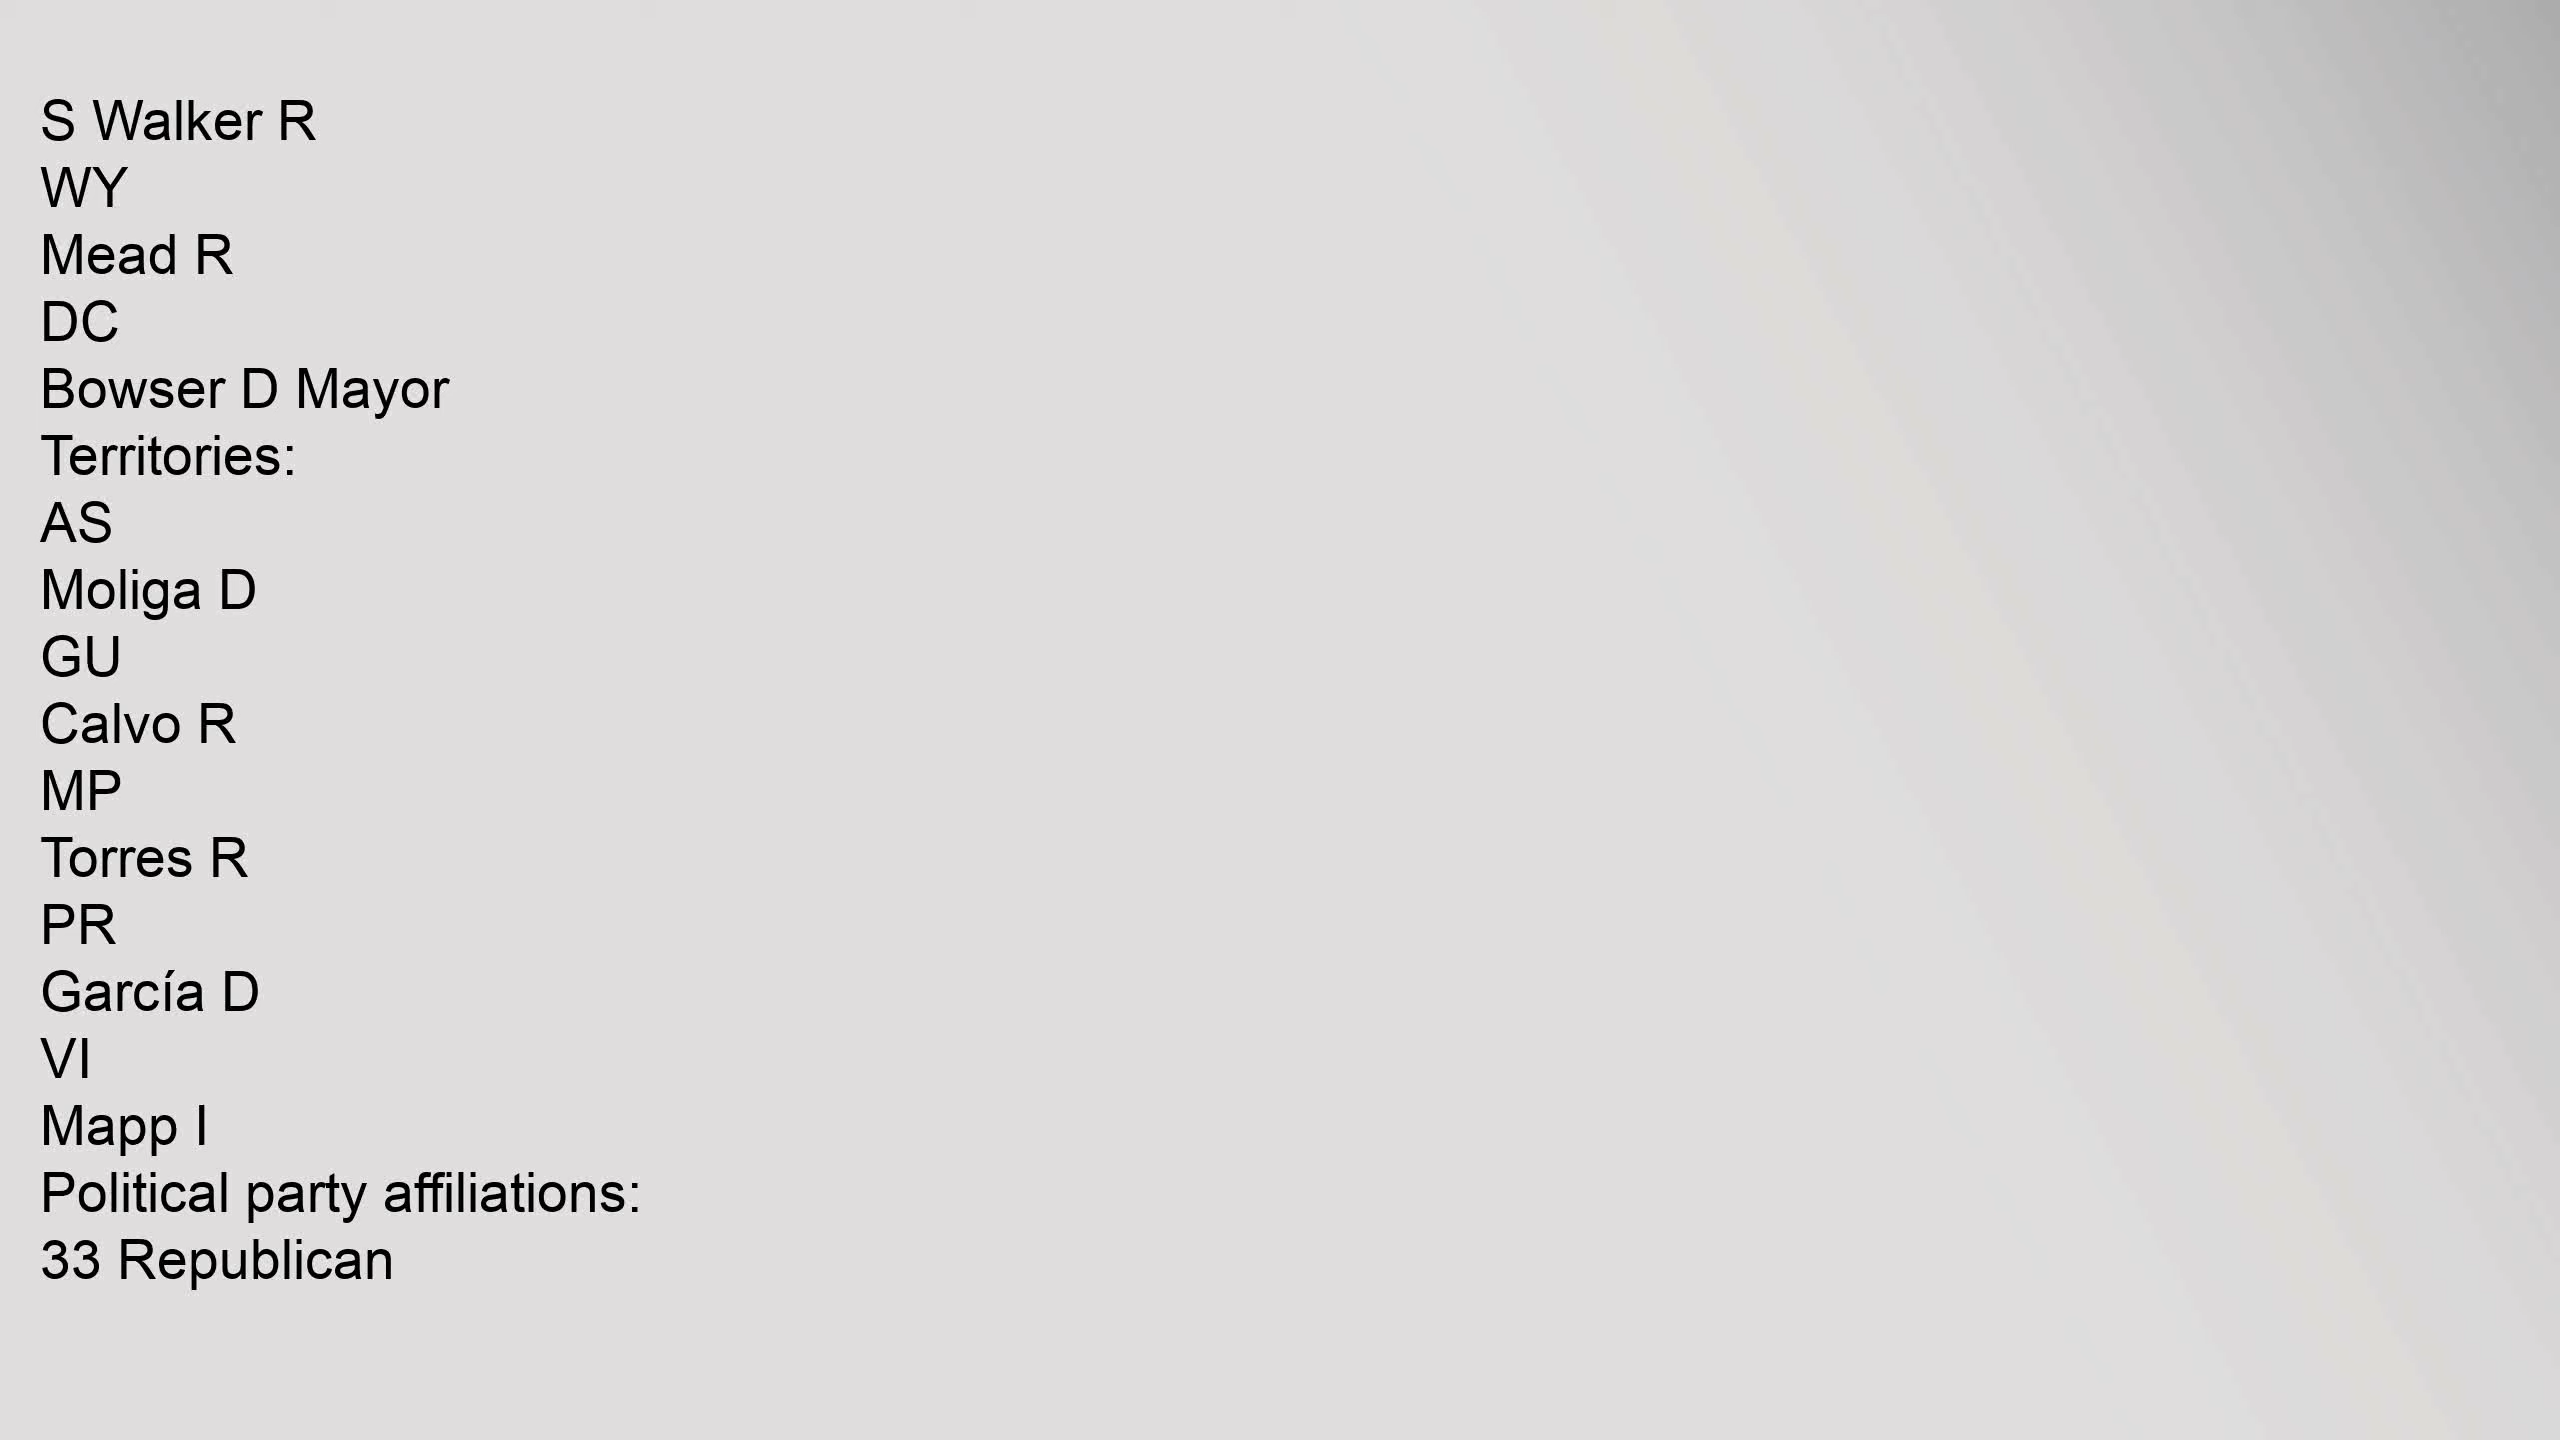 S Walker R
WY
Mead R
DC
Bowser D Mayor
Territories:
AS
Moliga D
GU
Calvo R
MP
Torres R
PR
García D
VI
Mapp I
Political party affiliations:
33 Republican